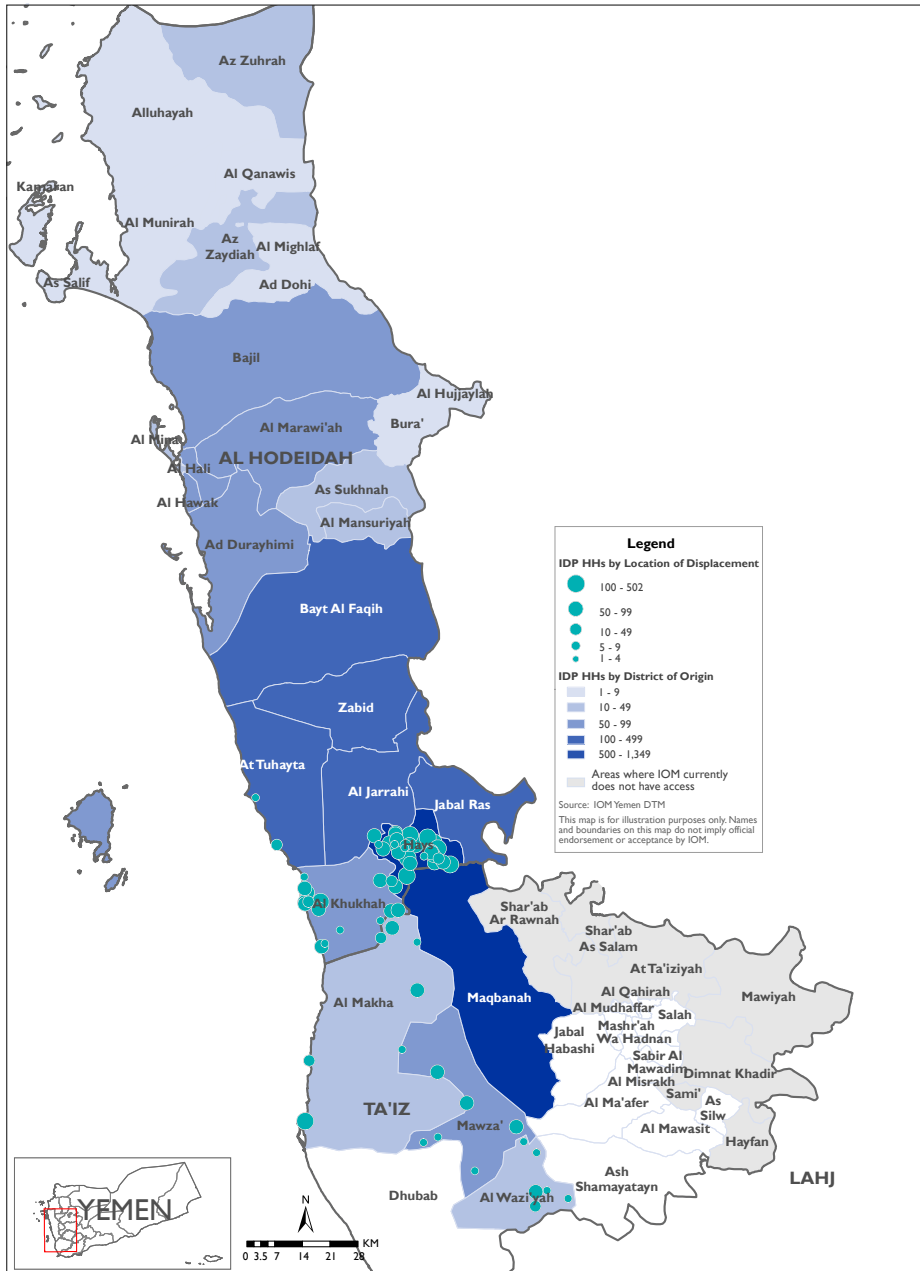 Az Zuhrah
Alluhayah
Al Qanawis
Kamaran
Al Munirah
Az
Zaydiah
Al Mighlaf
As Salif
Ad Dohi
Bajil
Al Hujjaylah
Bura'
Al Marawi'ah
Al Mina
AL HODEIDAH
Al Hali
As Sukhnah
Al Hawak
Al Mansuriyah
Ad Durayhimi
Bayt Al Faqih
Zabid
At Tuhayta
Al Jarrahi
Jabal Ras
Hays
Al Khukhah
Legend
IDP HHs by Location of Displacement
100 - 502
50 - 99
10 - 49
5 - 9
1 - 4
IDP HHs by District of Origin
1 - 9
10 - 49
50 - 99
100 - 499
500 - 1,349
Areas where IOM currently
does not have access
Source: IOM Yemen DTM
This map is for illustration purposes only. Names
and boundaries on this map do not imply official
endorsement or acceptance by IOM.
Shar'ab
Ar Rawnah
Shar'ab
As Salam
At Ta'iziyah
Al Makha
Maqbanah
Al Qahirah
Mawiyah
Al Mudhaffar
Salah
Jabal
Habashi
Mashr'ah
Wa Hadnan
Sabir Al
Mawadim
Dimnat Khadir
Al Misrakh
Sami'
TA'IZ
Al Ma'afer
As
Silw
Mawza'
Al Mawasit
Hayfan
Dhubab
Al Wazi'yah
Ash
Shamayatayn
LAHJ
YEMEN
N
KM
0 3.5 7 14 21 28